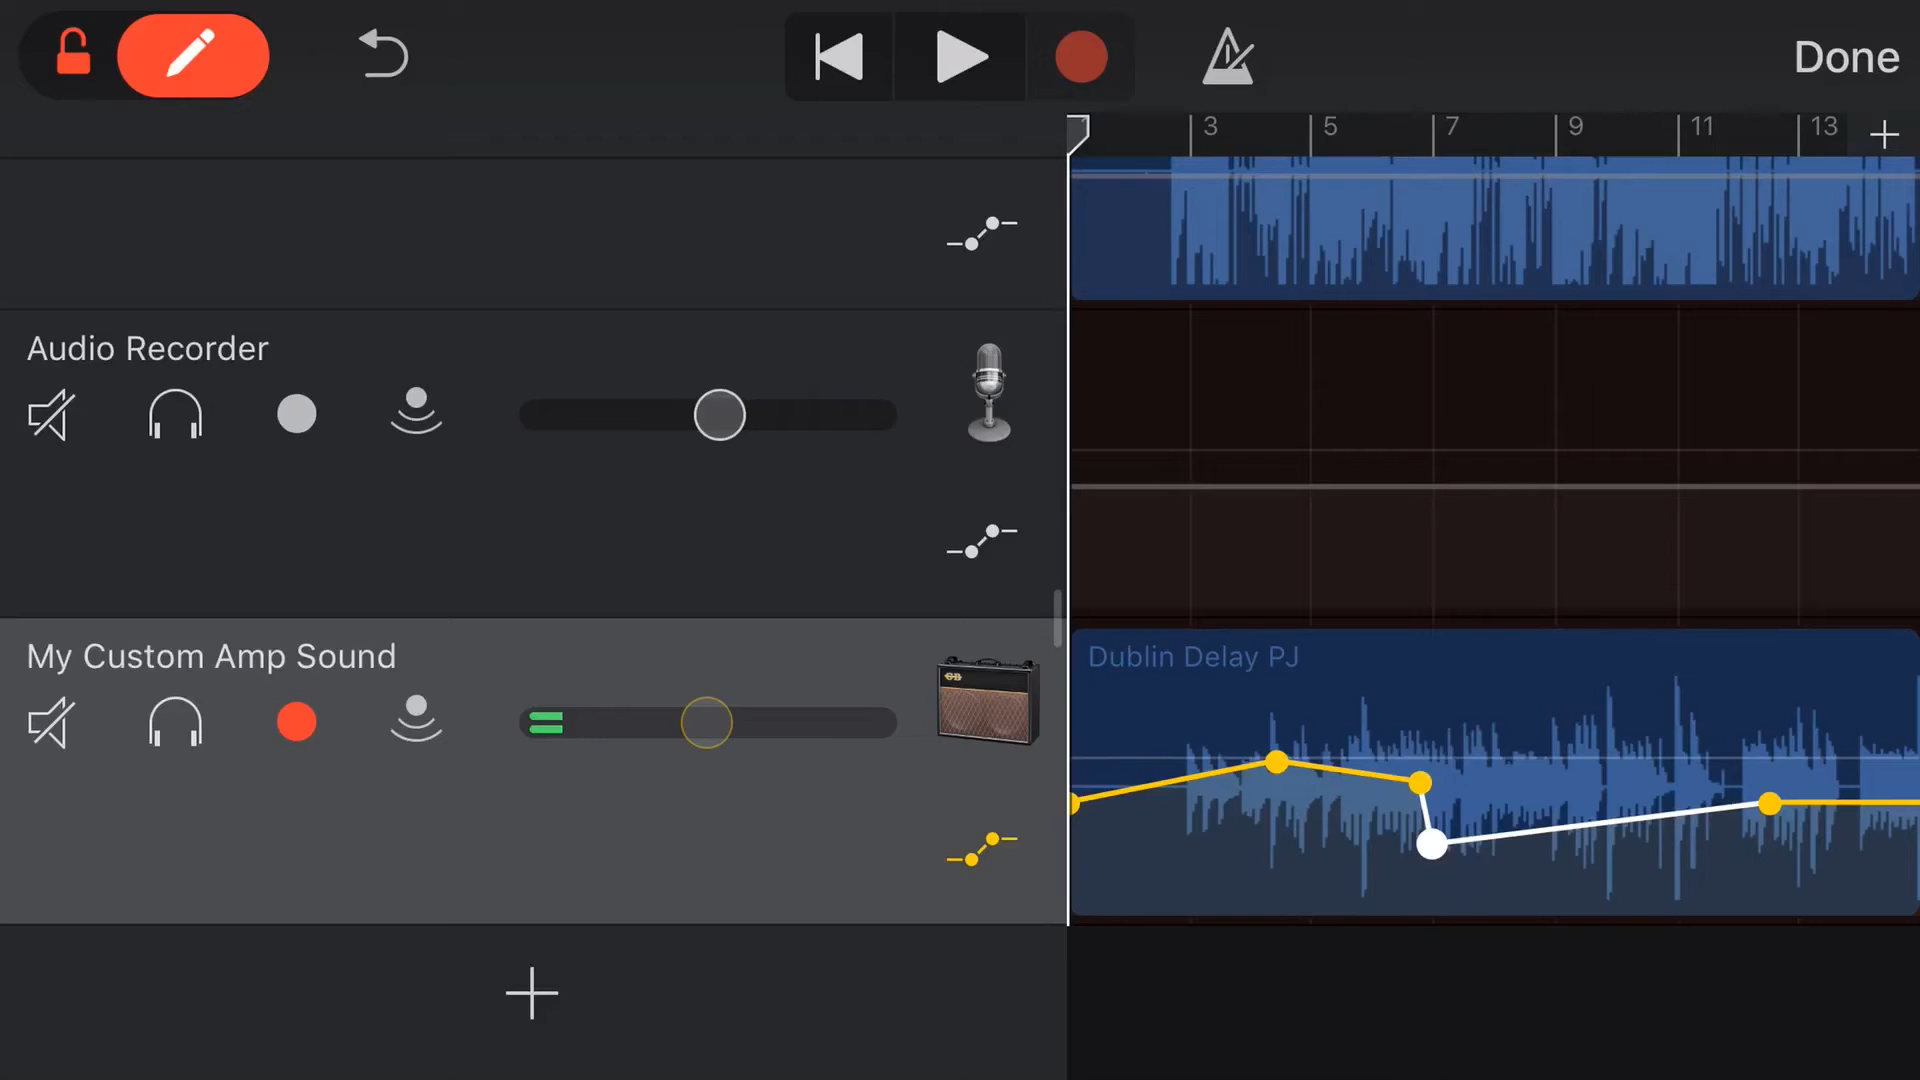 Done
3 5 7 9 11 13
Audio Recorder
My Custom Amp Sound
Dublin Delay PJ